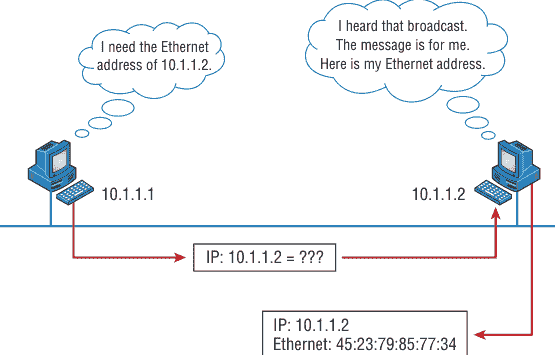 I need the Ethernet
address of 10.1.1.2.
I heard that broadcast.
The message is for me.
Here is my Ethernet address.
10.1.1.1
10.1.1.2
IP: 10.1.1.2 = ???
IP: 10.1.1.2
Ethernet: 45:23:79:85:77:34